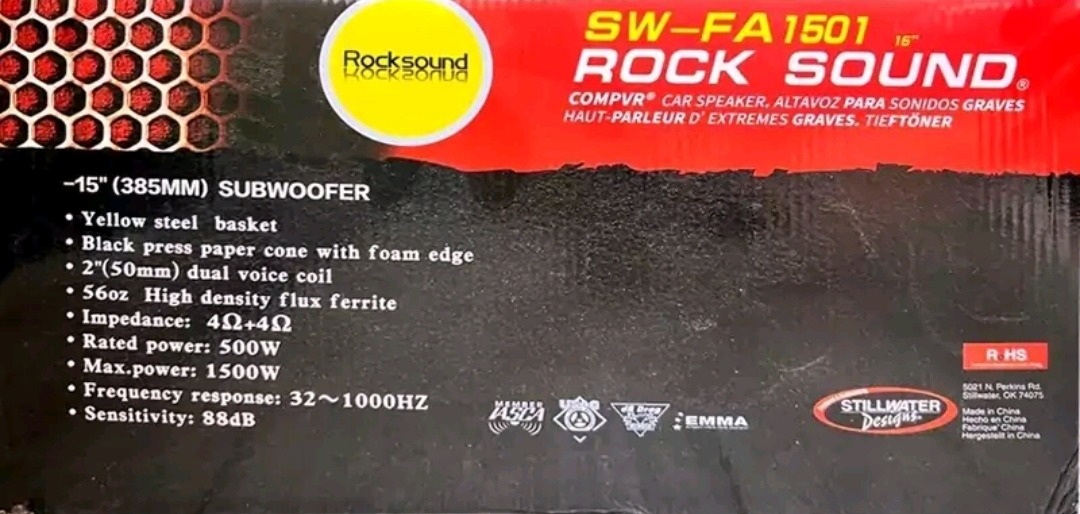 Rocksound
SW-FA1501
ROCK SOUND®
COMPVR® CAR SPEAKER. ALTAVOZ PARA SONIDOS GRAVES
HAUT-PARLEUR D' EXTREMES GRAVES. TIEFTÖNER
-15" (385MM) SUBWOOFER
• Yellow steel basket
• Black press paper cone with foam edge
• 2"(50mm) dual voice coil
• 56oz High density flux ferrite
• Impedance: 4Ω+4Ω
• Rated power: 500W
• Max.power: 1500W
• Frequency response: 32~1000HZ
• Sensitivity: 88dB
MEMBER
IASCA
EMMA
STILLWATER
Designs
RoHS
5021 N. Perkins Rd.
Stillwater, OK 74075
Made in China
Hecho en China
Fabrique' China
Hergestellt in China